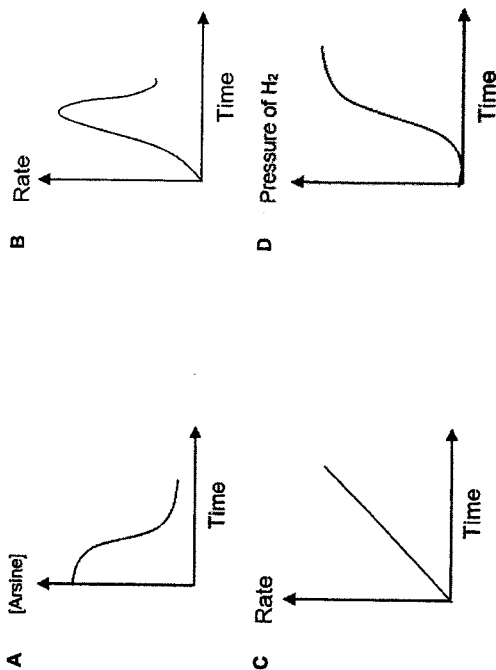 A
[Arsine]
Time
B
Rate
Time
C
Rate
Time
D
Pressure of H₂
Time